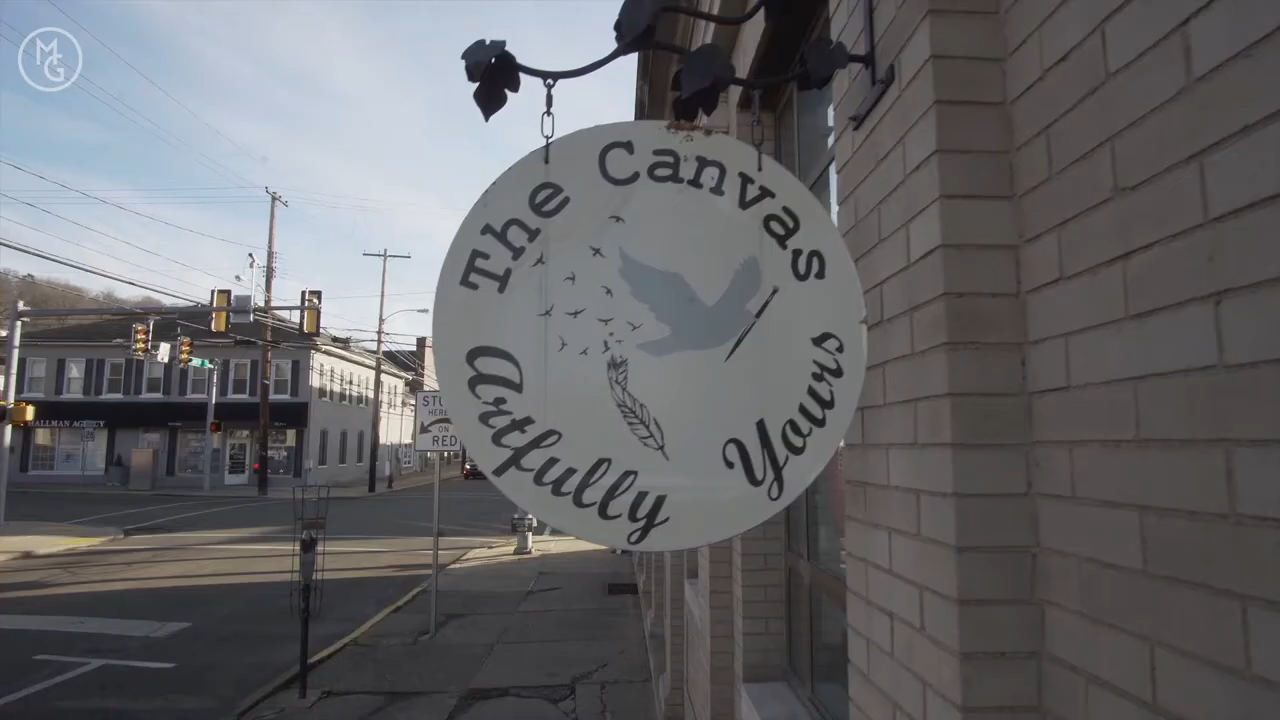 MG
The Canvas
Artfully Yours
HALLMAN AGENCY
STOP
HERE
ON
RED